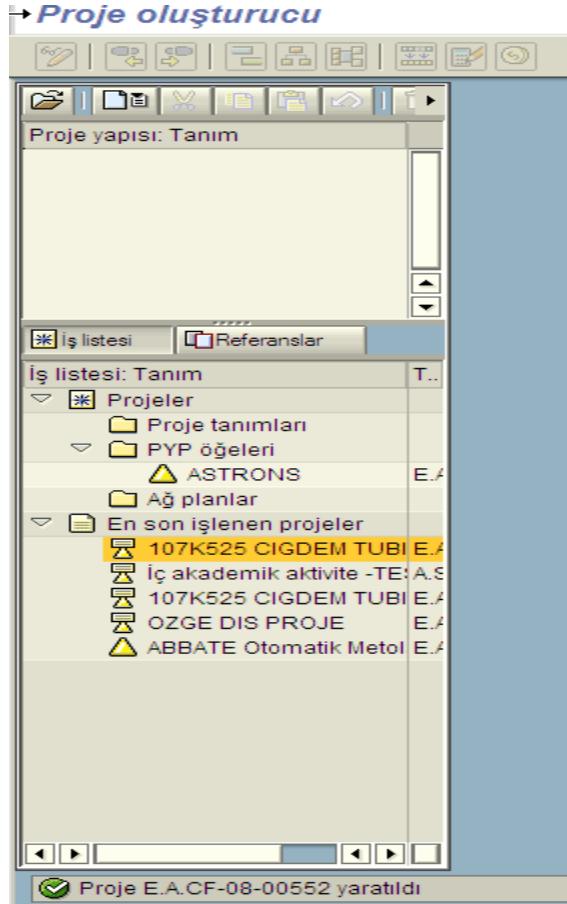 Proje oluşturucu
Proje yapısı: Tanım
İş listesi Referanslar
İş listesi: Tanım T..
Projeler
Proje tanımları
PYP öğeleri
ASTRONS E.A
Ağ planlar
En son işlenen projeler
107K525 CIGDEM TUBI E.A
İç akademik aktivite -TES A.S
107K525 CIGDEM TUBI E.A
OZGE DIS PROJE E.A
ABBATE Otomatik Metol E.A
Proje E.A.CF-08-00552 yaratıldı